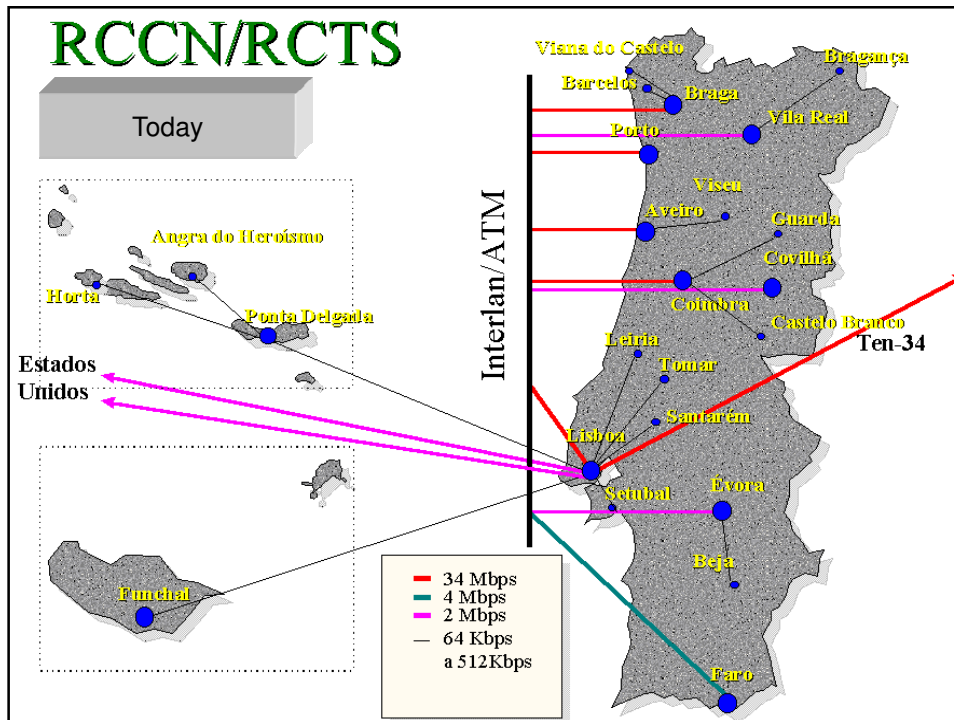 RCCN/RCTS
Today
Viana do Castelo
Bragança
Barcelos
Braga
Vila Real
Porto
Viseu
Aveiro
Guarda
Covilhã
Coimbra
Castelo Branco
Ten-34
Leiria
Tomar
Santarém
Lisboa
Setubal
Évora
Beja
Faro
Interlan/ATM
Angra do Heroísmo
Horta
Ponta Delgada
Estados
Unidos
Funchal
34 Mbps
4 Mbps
2 Mbps
64 Kbps
a 512Kbps